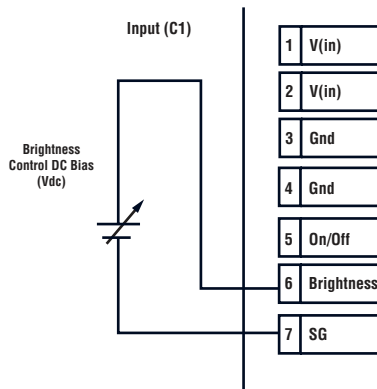 Input (C1)
1 V(in)
2 V(in)
3 Gnd
Brightness
Control DC Bias
(Vdc)
4 Gnd
5 On/Off
6 Brightness
7 SG